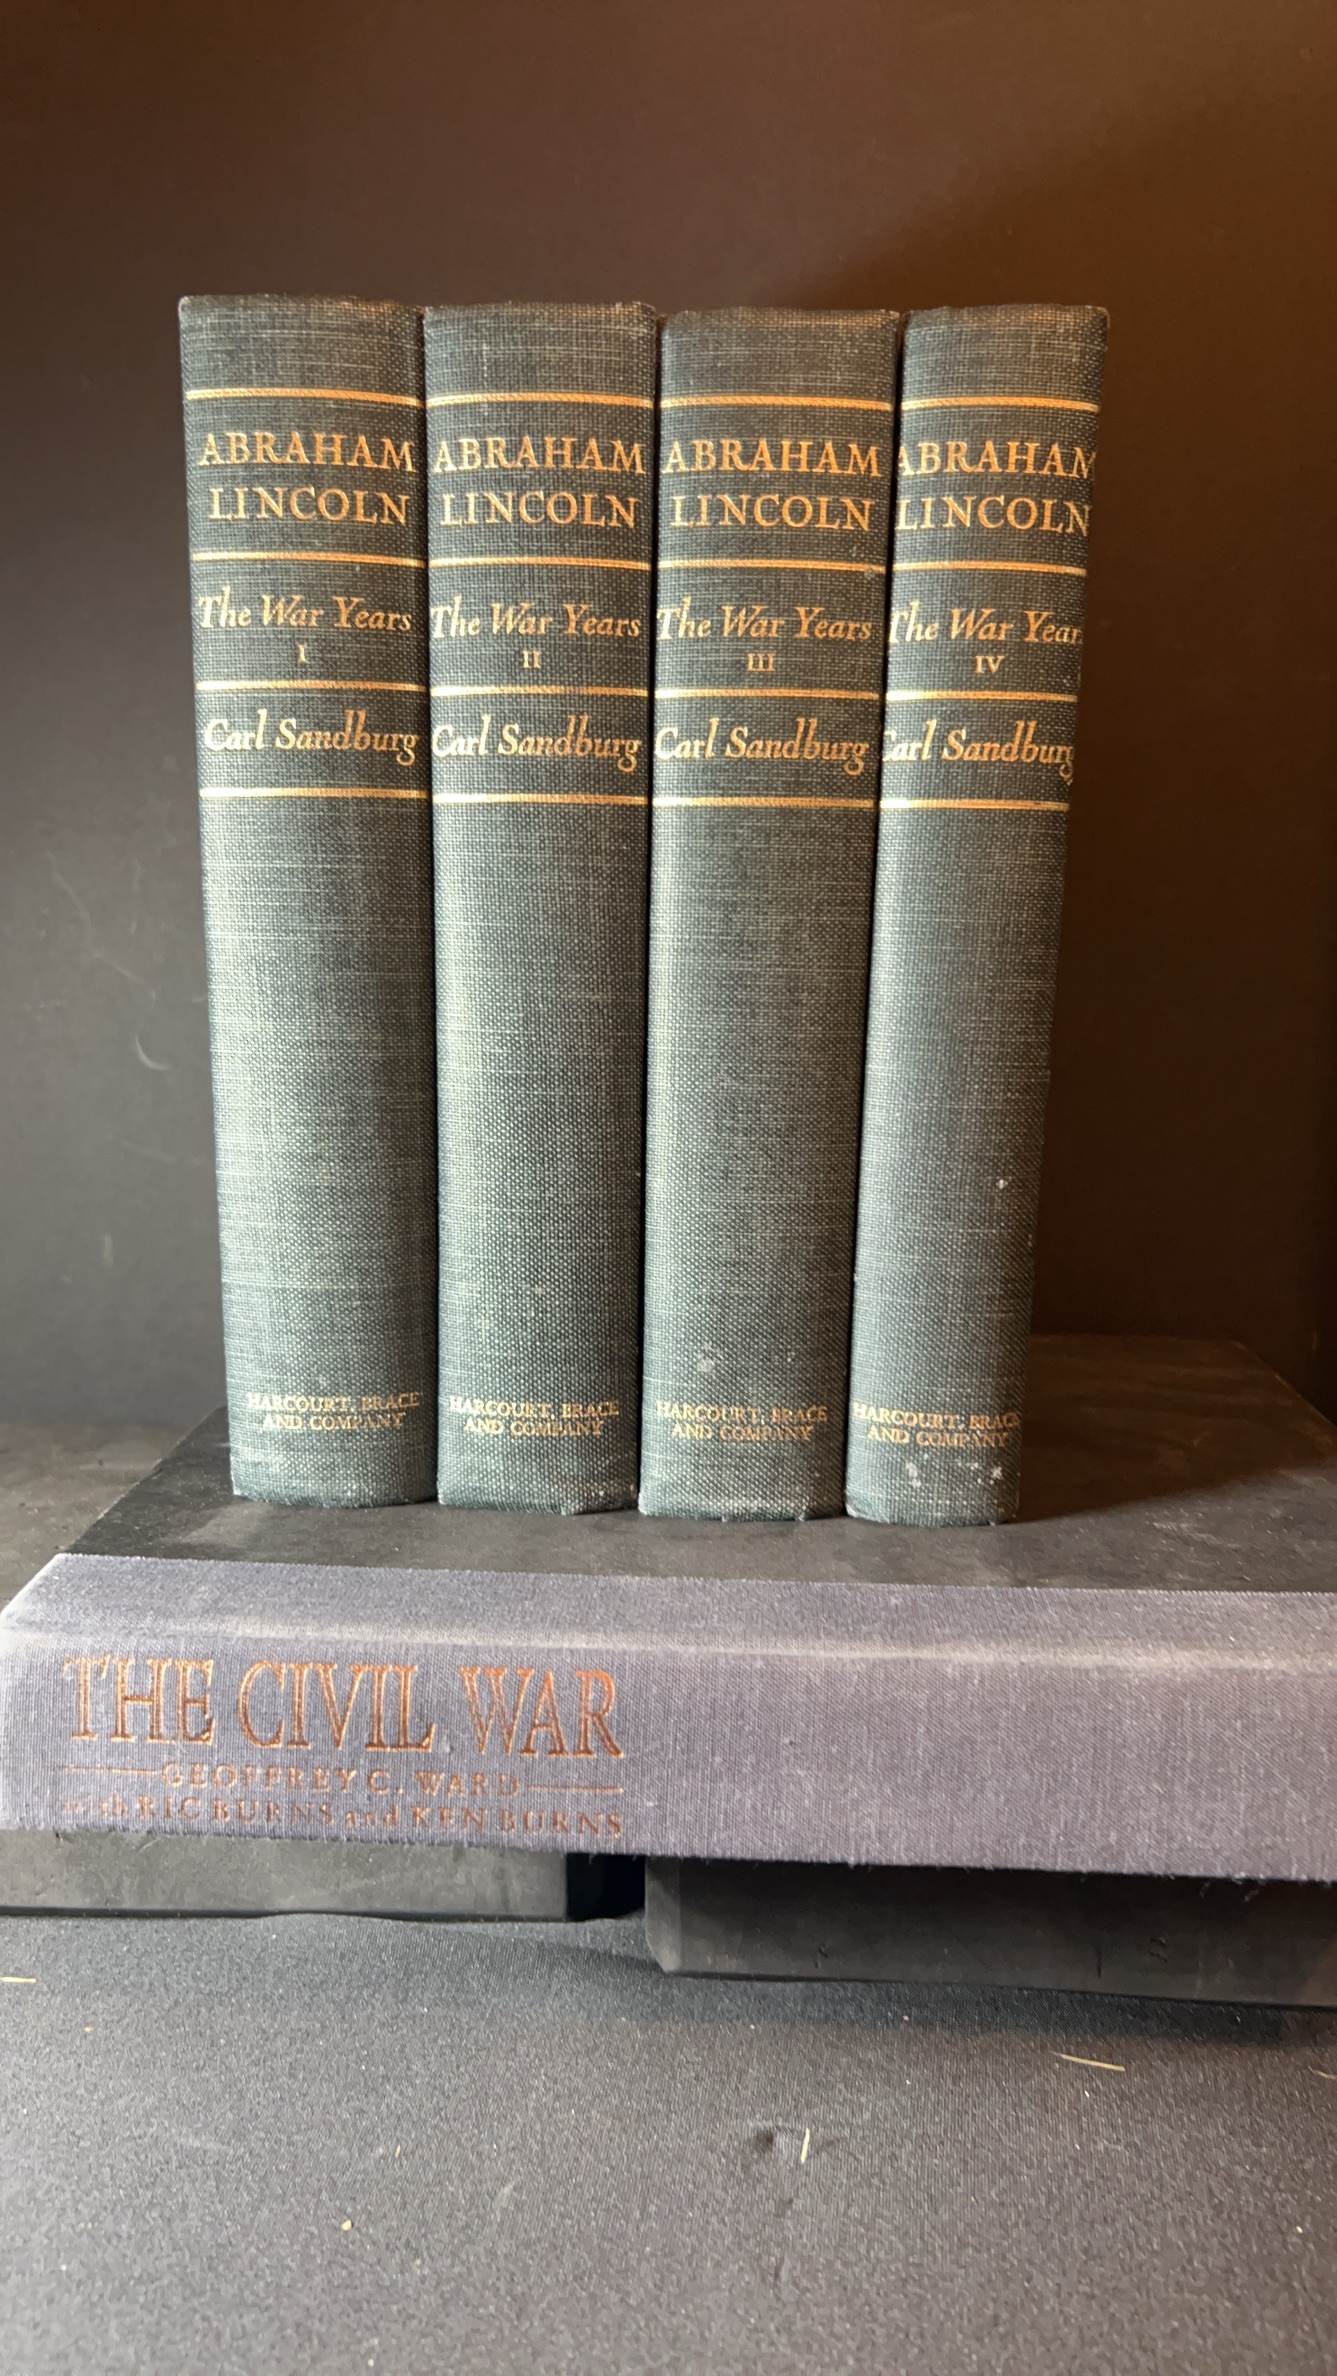 ABRAHAM
LINCOLN
The War Years
I
Carl Sandburg
HARCOURT, BRACE
AND COMPANY
ABRAHAM
LINCOLN
The War Years
II
Carl Sandburg
HARCOURT, BRACE
AND COMPANY
ABRAHAM
LINCOLN
The War Years
III
Carl Sandburg
HARCOURT, BRACE
AND COMPANY
ABRAHAM
LINCOLN
The War Year
IV
Carl Sandburg
HARCOURT, BRACE
AND COMPANY
THE CIVIL WAR
GEOFFREY C. WARD
with RIC BURNS and KEN BURNS